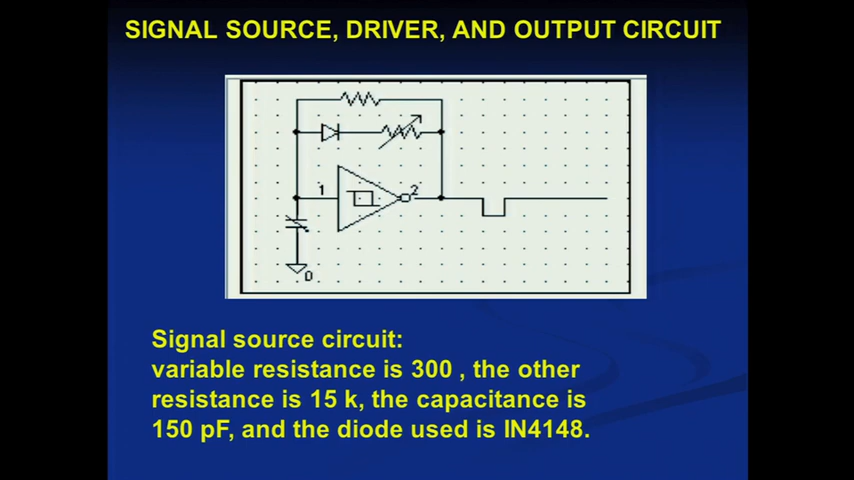 SIGNAL SOURCE, DRIVER, AND OUTPUT CIRCUIT
1
2
0
Signal source circuit:
variable resistance is 300 , the other
resistance is 15 k, the capacitance is
150 pF, and the diode used is IN4148.